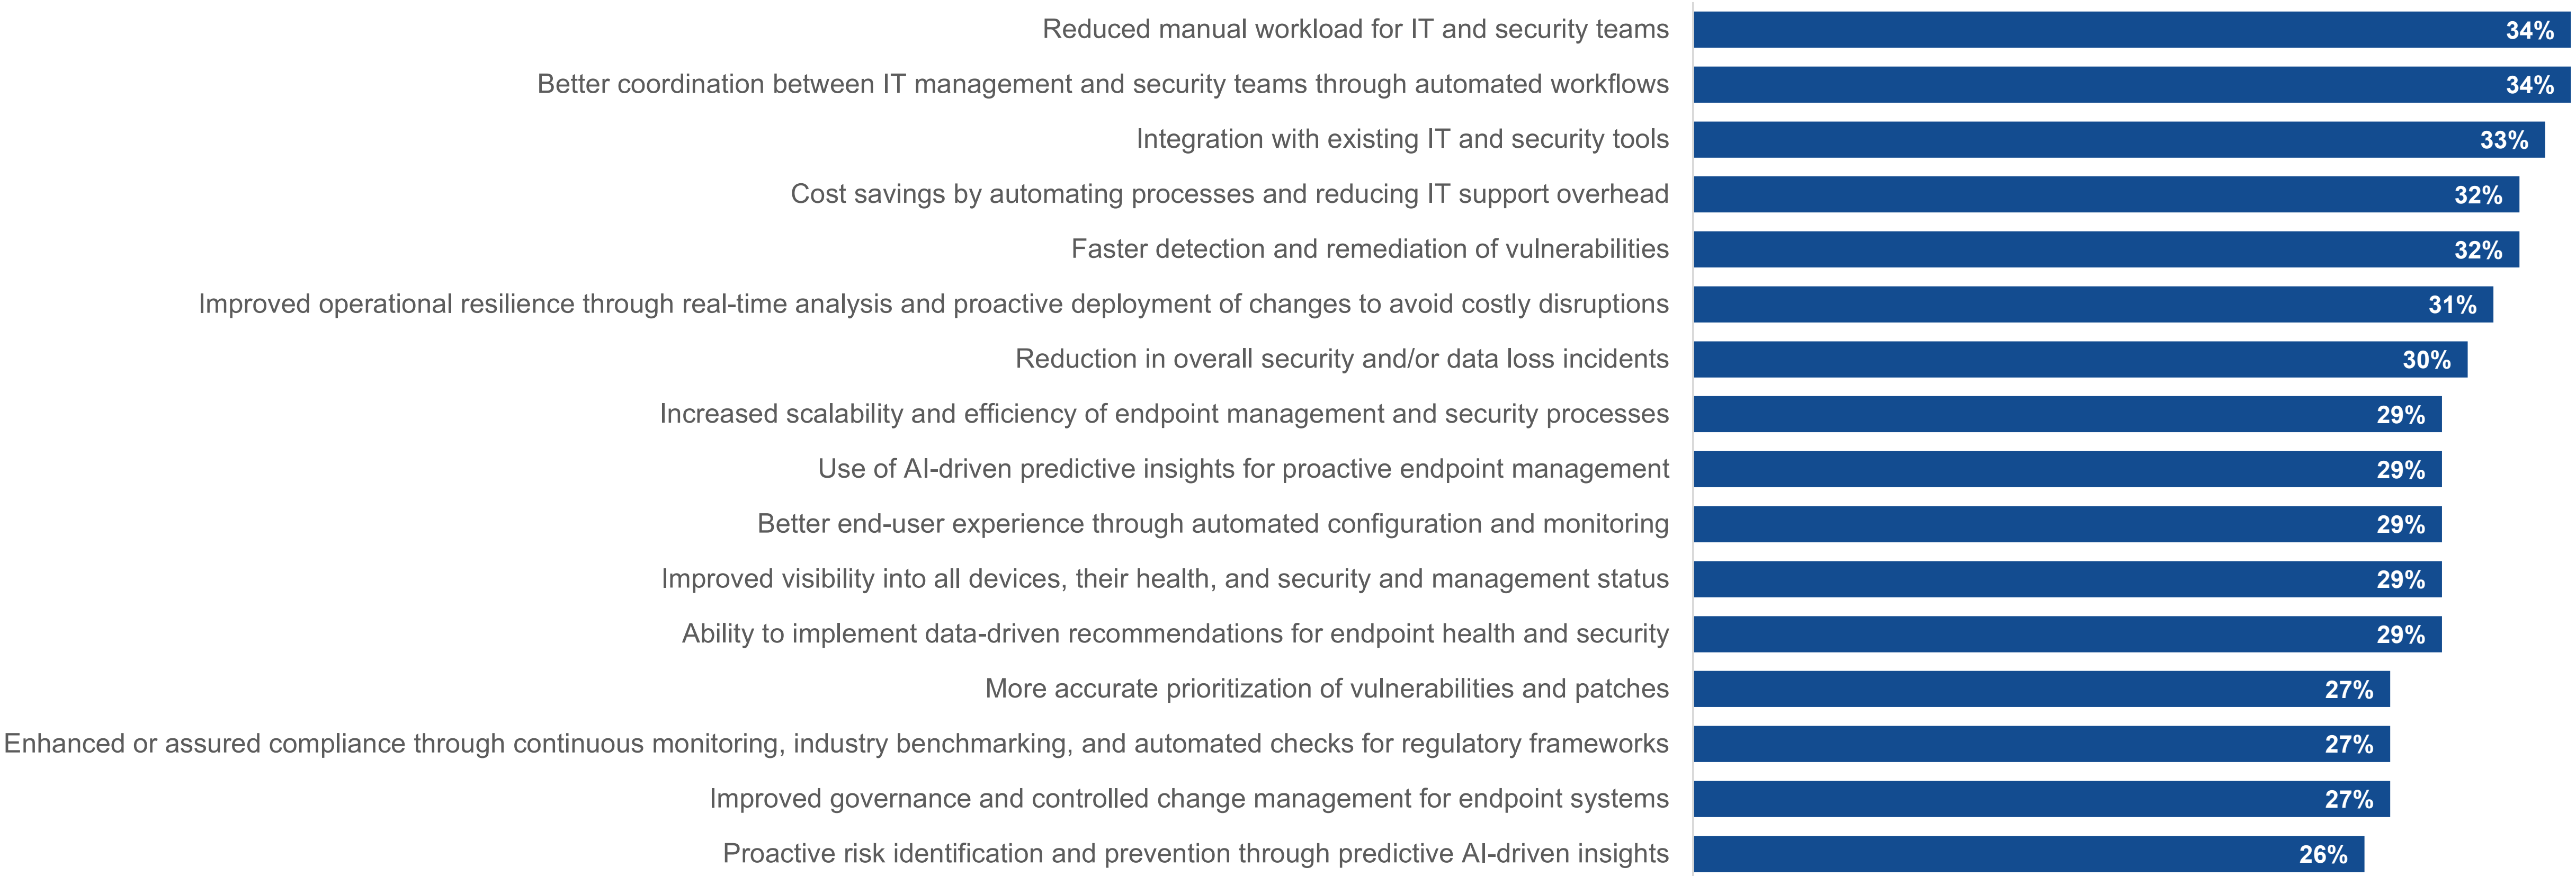 Reduced manual workload for IT and security teams 34%
Better coordination between IT management and security teams through automated workflows 34%
Integration with existing IT and security tools 33%
Cost savings by automating processes and reducing IT support overhead 32%
Faster detection and remediation of vulnerabilities 32%
Improved operational resilience through real-time analysis and proactive deployment of changes to avoid costly disruptions 31%
Reduction in overall security and/or data loss incidents 30%
Increased scalability and efficiency of endpoint management and security processes 29%
Use of AI-driven predictive insights for proactive endpoint management 29%
Better end-user experience through automated configuration and monitoring 29%
Improved visibility into all devices, their health, and security and management status 29%
Ability to implement data-driven recommendations for endpoint health and security 29%
More accurate prioritization of vulnerabilities and patches 27%
Enhanced or assured compliance through continuous monitoring, industry benchmarking, and automated checks for regulatory frameworks 27%
Improved governance and controlled change management for endpoint systems 27%
Proactive risk identification and prevention through predictive AI-driven insights 26%